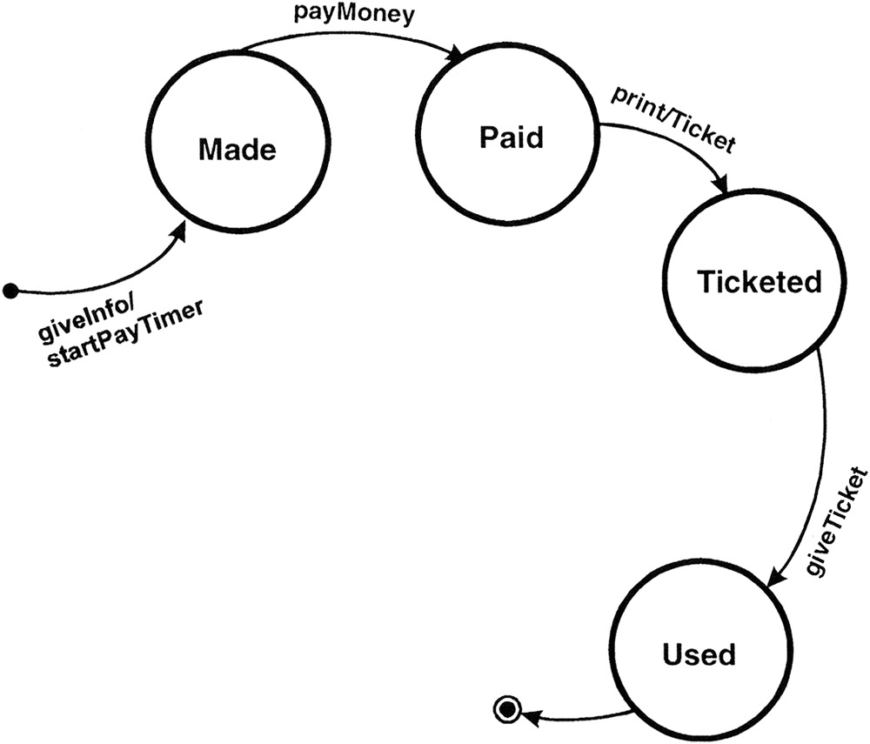 payMoney
print/Ticket
Made
Paid
Ticketed
giveInfo/
startPayTimer
giveTicket
Used